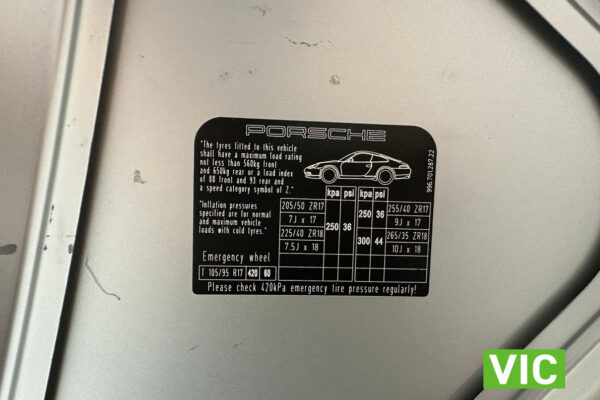 PORSCHE
"The tyres fitted to this vehicle
shall have a maximum load rating
not less than 560kg front
and 650kg rear or a load index
of 88 front and 93 rear and
a speed category symbol of Z."
"Inflation pressures
specified are for normal
and maximum vehicle
loads with cold tyres."
Emergency wheel
T 105/95 R17 420 60
kpa psi kpa psi
205/50 ZR17 250 36 255/40 ZR17
7J x 17 9J x 17
250 36
225/40 ZR18 300 44 265/35 ZR18
7.5J x 18 10J x 18
Please check 420kPa emergency tire pressure regularly!
996.701.287.22
VIC